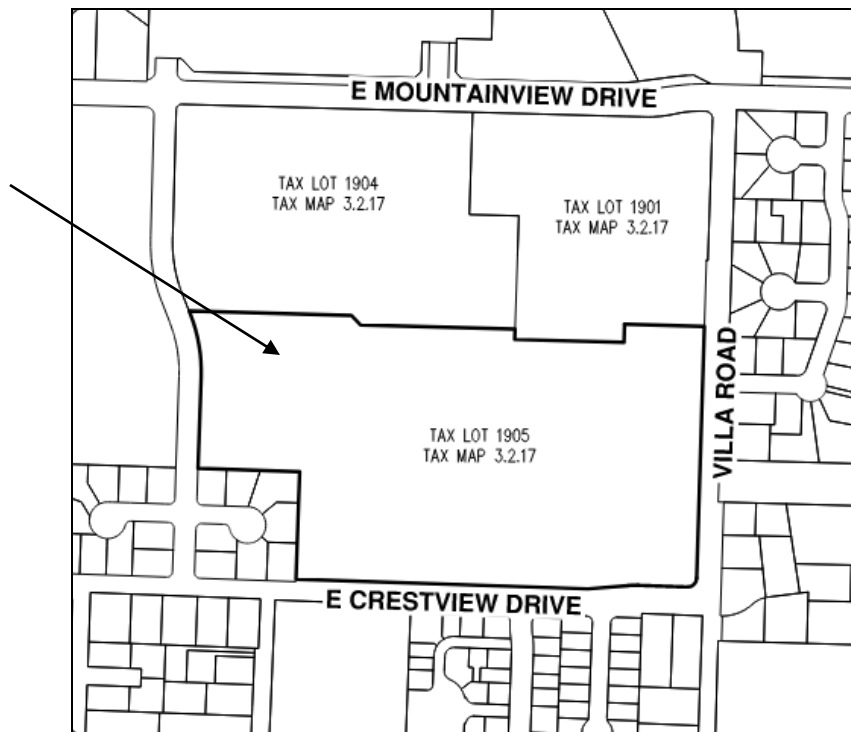 E MOUNTAINVIEW DRIVE
TAX LOT 1904
TAX MAP 3.2.17
TAX LOT 1901
TAX MAP 3.2.17
VILLA ROAD
TAX LOT 1905
TAX MAP 3.2.17
E CRESTVIEW DRIVE